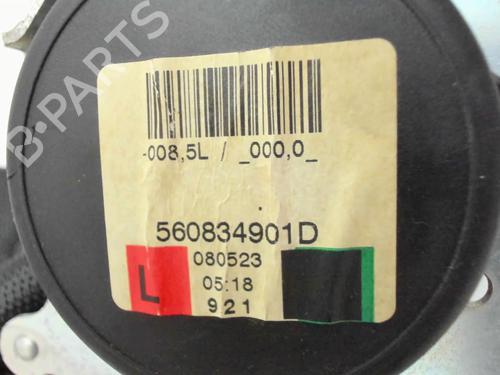 B-PARTS
-008,5L / _000,0_
560834901D
L
080523
05:18
921